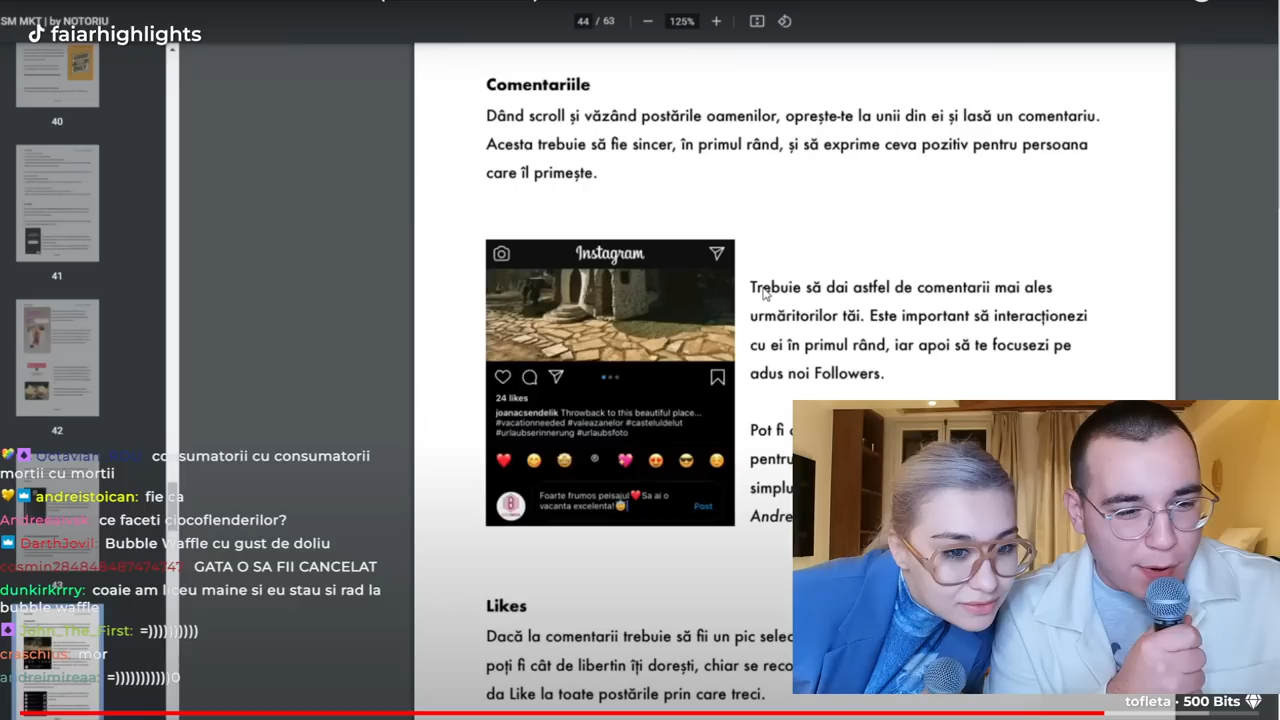 SM MKT | by NOTORIU
44 / 63
125%
faiarhighlights
40
41
42
43
Comentariile
Dând scroll și văzând postările oamenilor, oprește-te la unii din ei și lasă un comentariu.
Acesta trebuie să fie sincer, în primul rând, și să exprime ceva pozitiv pentru persoana
care îl primește.
Instagram
24 likes
joanacsendelik Throwback to this beautiful place...
#vacationneeded #valeazanelor #casteluldelut
#urlaubserinnerung #urlaubsfoto
Foarte frumos peisajul❤️Sa ai o
vacanta excelenta!
Post
Trebuie să dai astfel de comentarii mai ales
urmăritorilor tăi. Este important să interacționezi
cu ei în primul rând, iar apoi să te focusezi pe
adus noi Followers.
Pot fi
pentru
simplu
Andre
Likes
Dacă la comentarii trebuie să fii un pic selec
poți fi cât de libertin îți dorești, chiar se reco
da Like la toate postările prin care treci.
Octavian consumatorii cu consumatorii
mortii cu mortii
andreistoican: fie ca
ce faceti ciocoflenderilor?
DarthJovil: Bubble Waffle cu gust de doliu
GATA O SA FII CANCELAT
dunkirkrrry: coaie am liceu maine si eu stau si rad la
bubble waffle
John_The_First: =))))))))))
craschius: mor
andreimireaa: =)))))))))))0
tofleta • 500 Bits